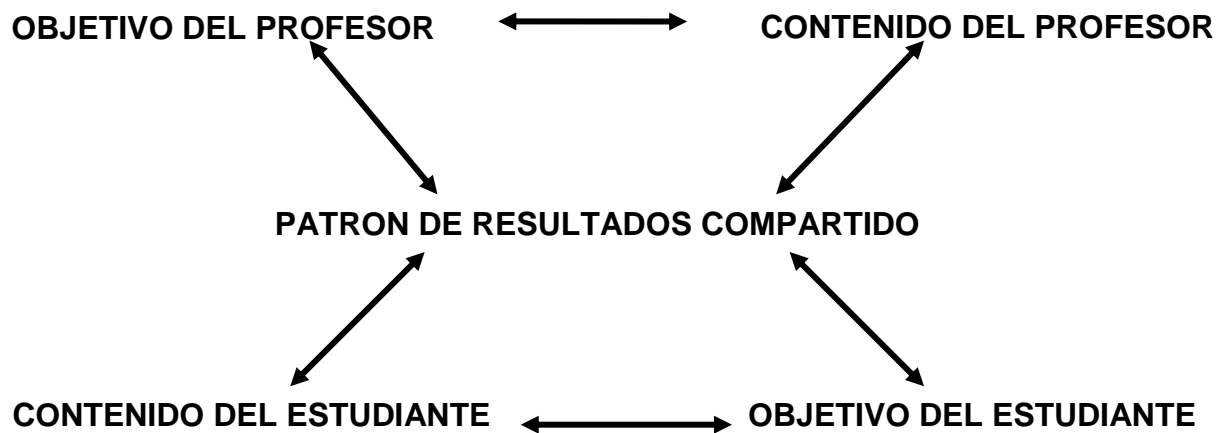 OBJETIVO DEL PROFESOR
CONTENIDO DEL PROFESOR
PATRON DE RESULTADOS COMPARTIDO
CONTENIDO DEL ESTUDIANTE
OBJETIVO DEL ESTUDIANTE